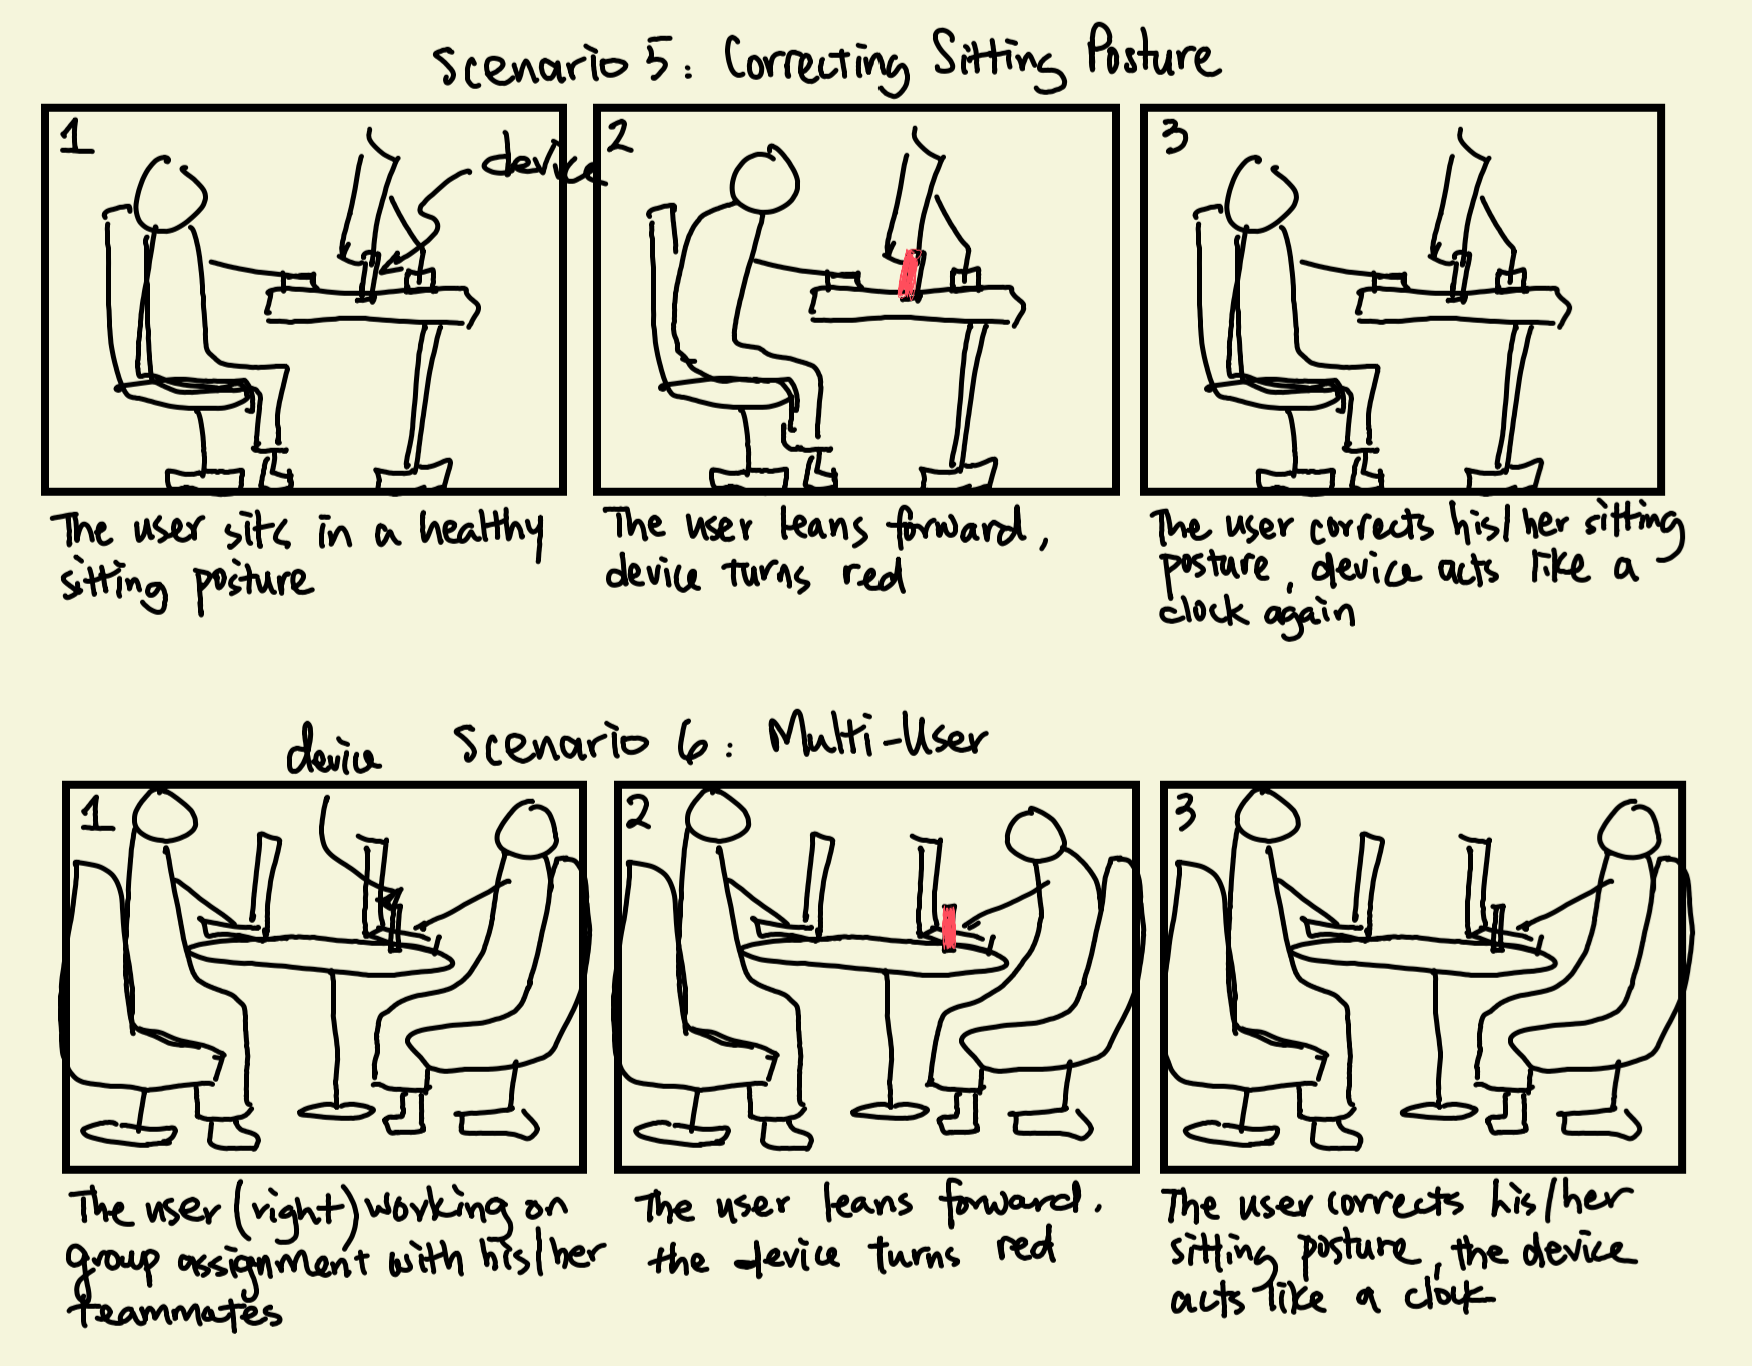 Scenario 5: Correcting Sitting Posture
1
device
2
3
The user sits in a healthy
sitting posture
The user leans forward,
device turns red
The user corrects his/her sitting
posture, device acts like a
clock again
Scenario 6: Multi-User
device
1
2
3
The user (right) working on
group assignment with his/her
teammates
The user leans forward.
the device turns red
The user corrects his/her
sitting posture, the device
acts like a clock